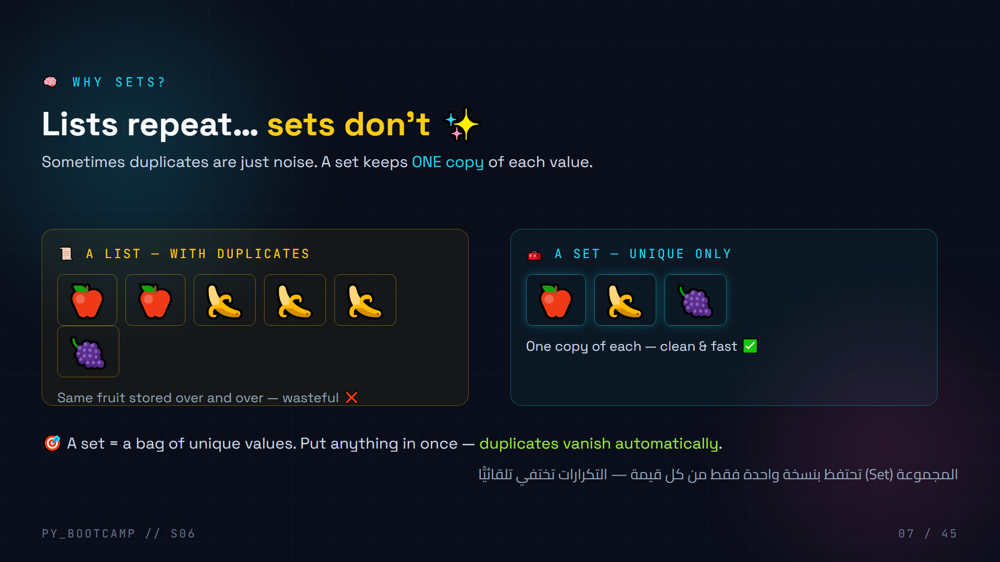 🧠 WHY SETS?
Lists repeat… sets don’t ✨
Sometimes duplicates are just noise. A set keeps ONE copy of each value.
📜 A LIST — WITH DUPLICATES
Same fruit stored over and over — wasteful ❌
🧰 A SET — UNIQUE ONLY
One copy of each — clean & fast ✅
🎯 A set = a bag of unique values. Put anything in once — duplicates vanish automatically.
المجموعة (Set) تحتفظ بنسخة واحدة فقط من كل قيمة — التكرارات تختفي تلقائيًّا
PY_BOOTCAMP // S06
07 / 45